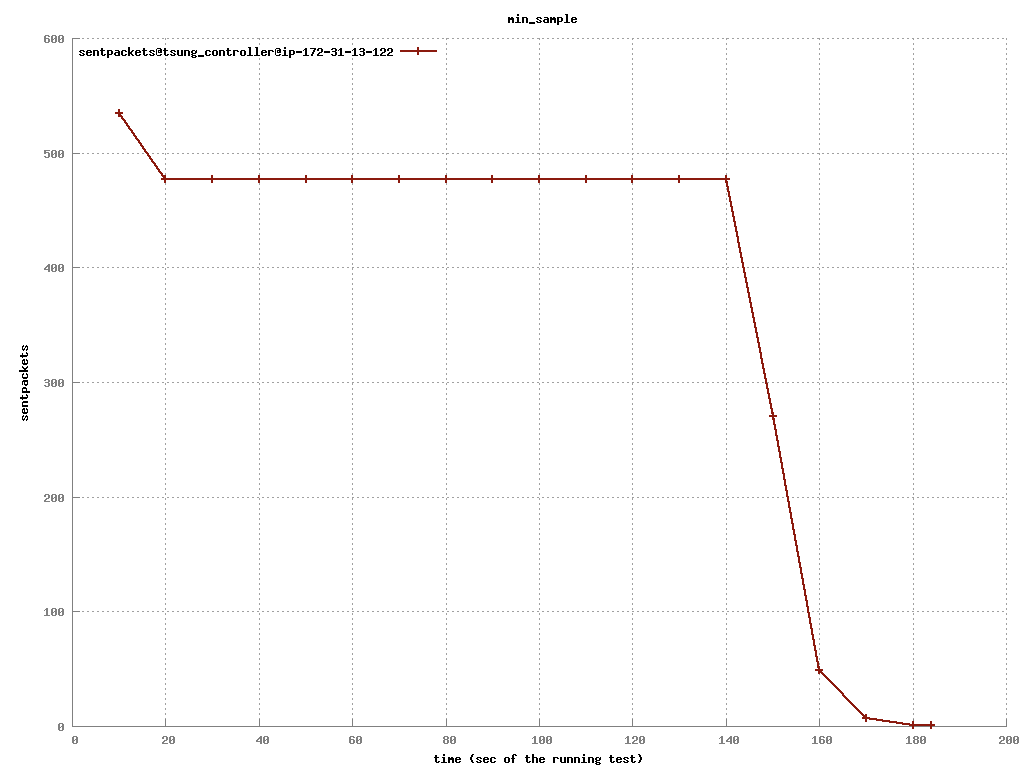 min_sample
600
sentpackets@tsung_controller@ip-172-31-13-122
500
400
300
sentpackets
200
100
0
0 20 40 60 80 100 120 140 160 180 200
time (sec of the running test)